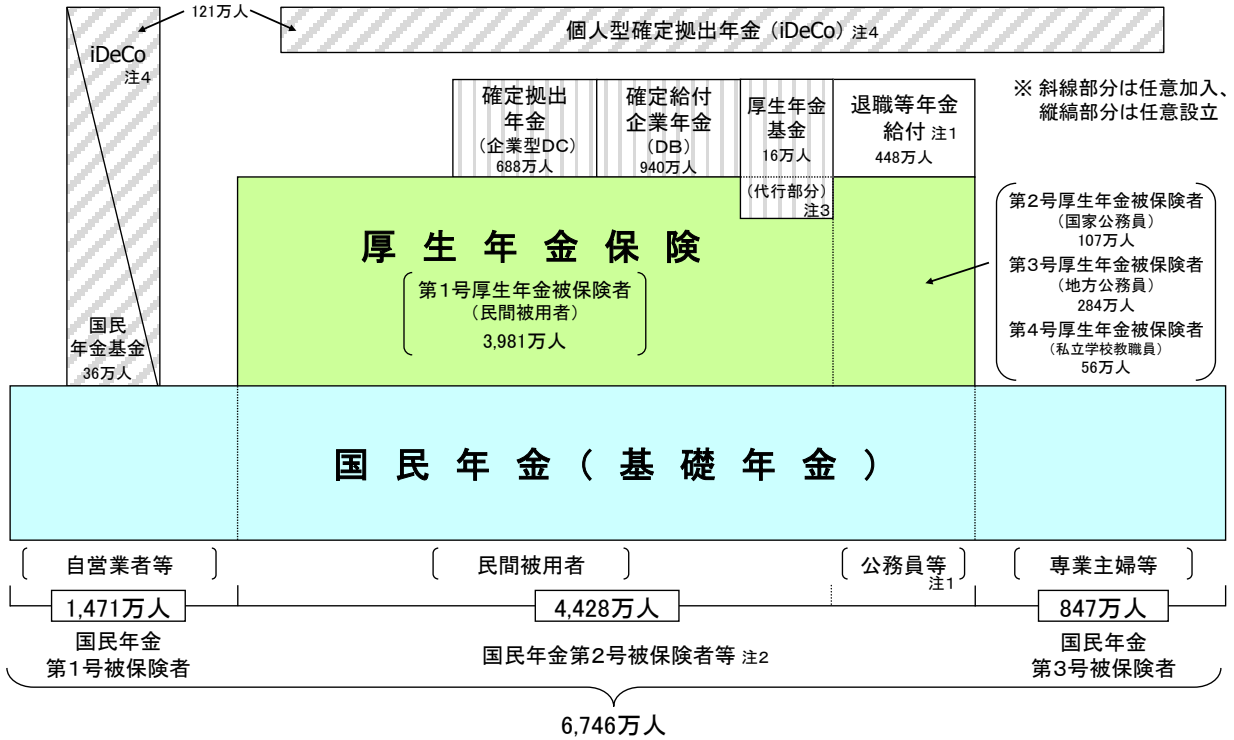 121万人
iDeCo
注4
個人型確定拠出年金（iDeCo）注4
確定拠出
年金
（企業型DC）
688万人
確定給付
企業年金
（DB）
940万人
厚生年金
基金
16万人
（代行部分）
注3
退職等年金
給付 注1
448万人
※ 斜線部分は任意加入、
縦縞部分は任意設立
厚生年金保険
第1号厚生年金被保険者
（民間被用者）
3,981万人
第2号厚生年金被保険者
（国家公務員）
107万人
第3号厚生年金被保険者
（地方公務員）
284万人
第4号厚生年金被保険者
（私立学校教職員）
56万人
国民
年金基金
36万人
国民年金（基礎年金）
自営業者等
民間被用者
公務員等
注1
専業主婦等
1,471万人
4,428万人
847万人
国民年金
第1号被保険者
国民年金第2号被保険者等 注2
国民年金
第3号被保険者
6,746万人